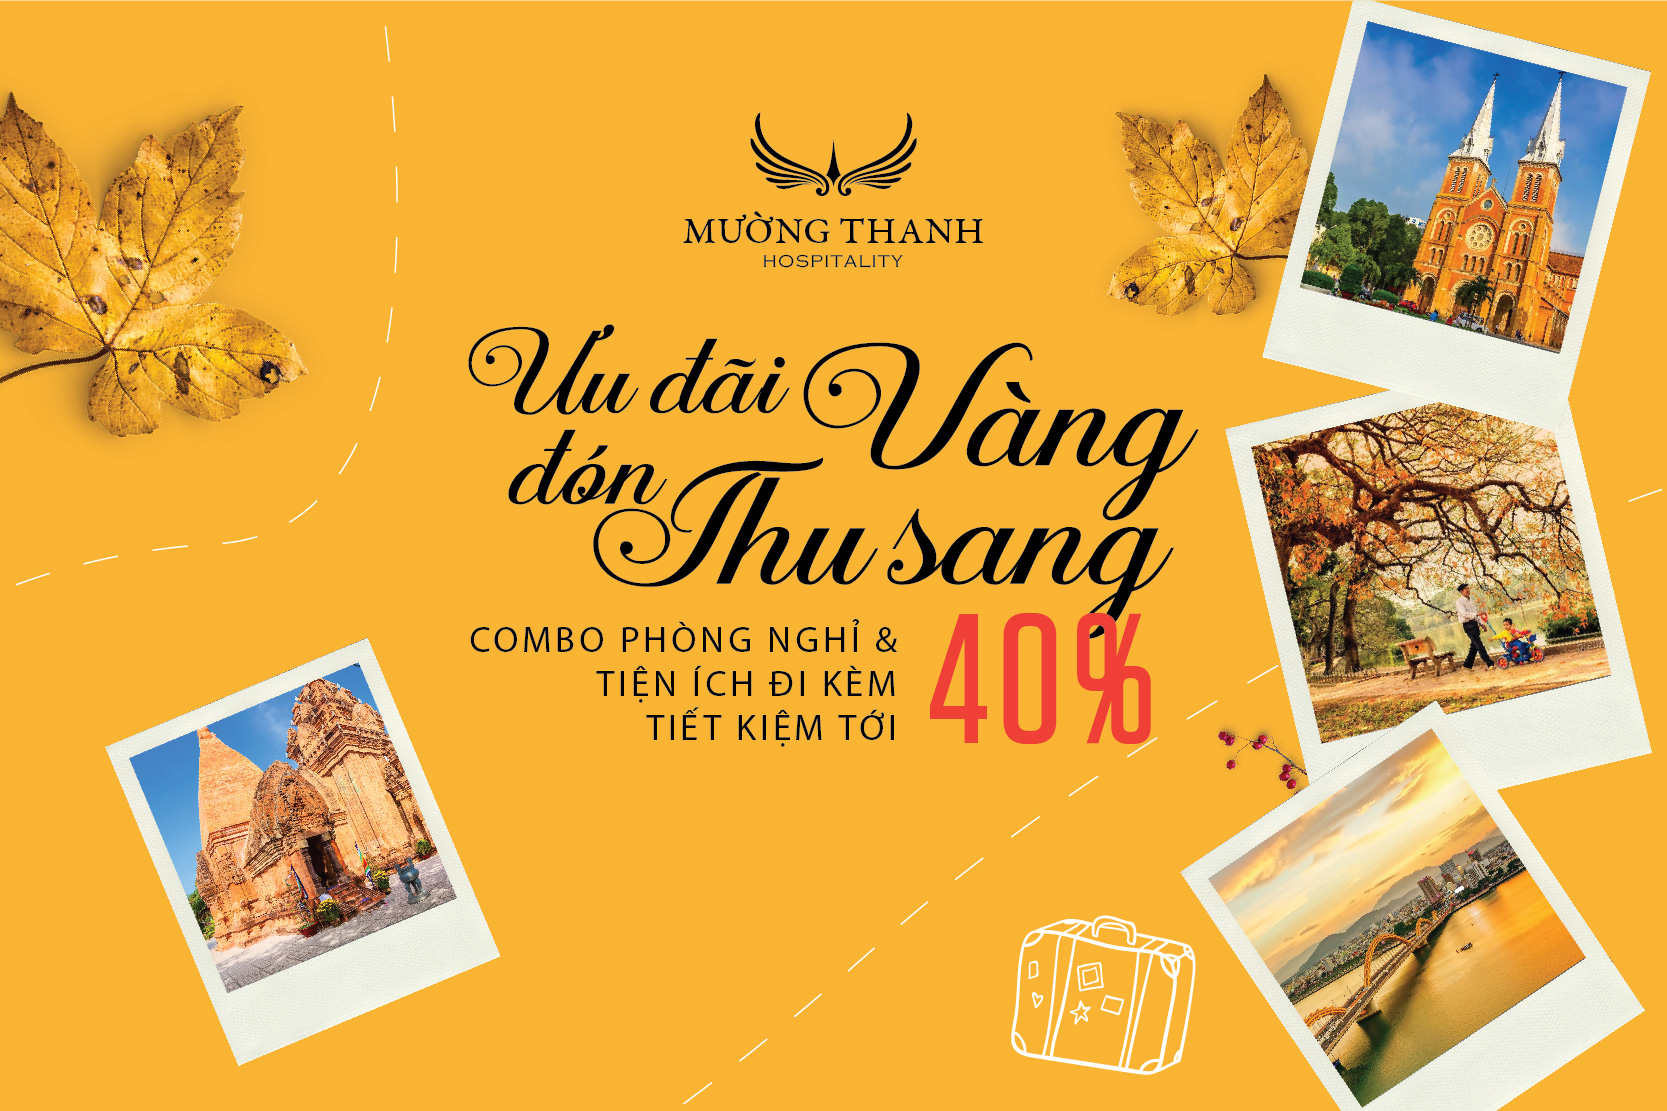 MƯỜNG THANH
HOSPITALITY
Ưu đãi Vàng
đón Thu sang
COMBO PHÒNG NGHỈ &
TIỆN ÍCH ĐI KÈM
TIẾT KIỆM TỚI 40%